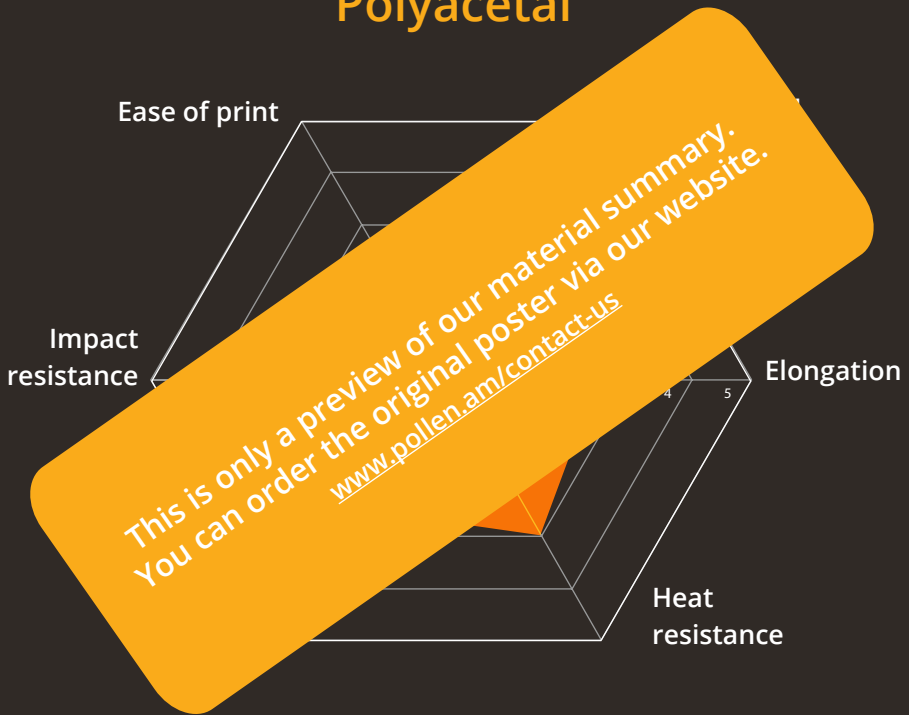 Polyacetal
Ease of print
This is only a preview of our material summary.
You can order the original poster via our website.
www.pollen.am/contact-us
Impact
resistance
Elongation
4
5
Heat
resistance